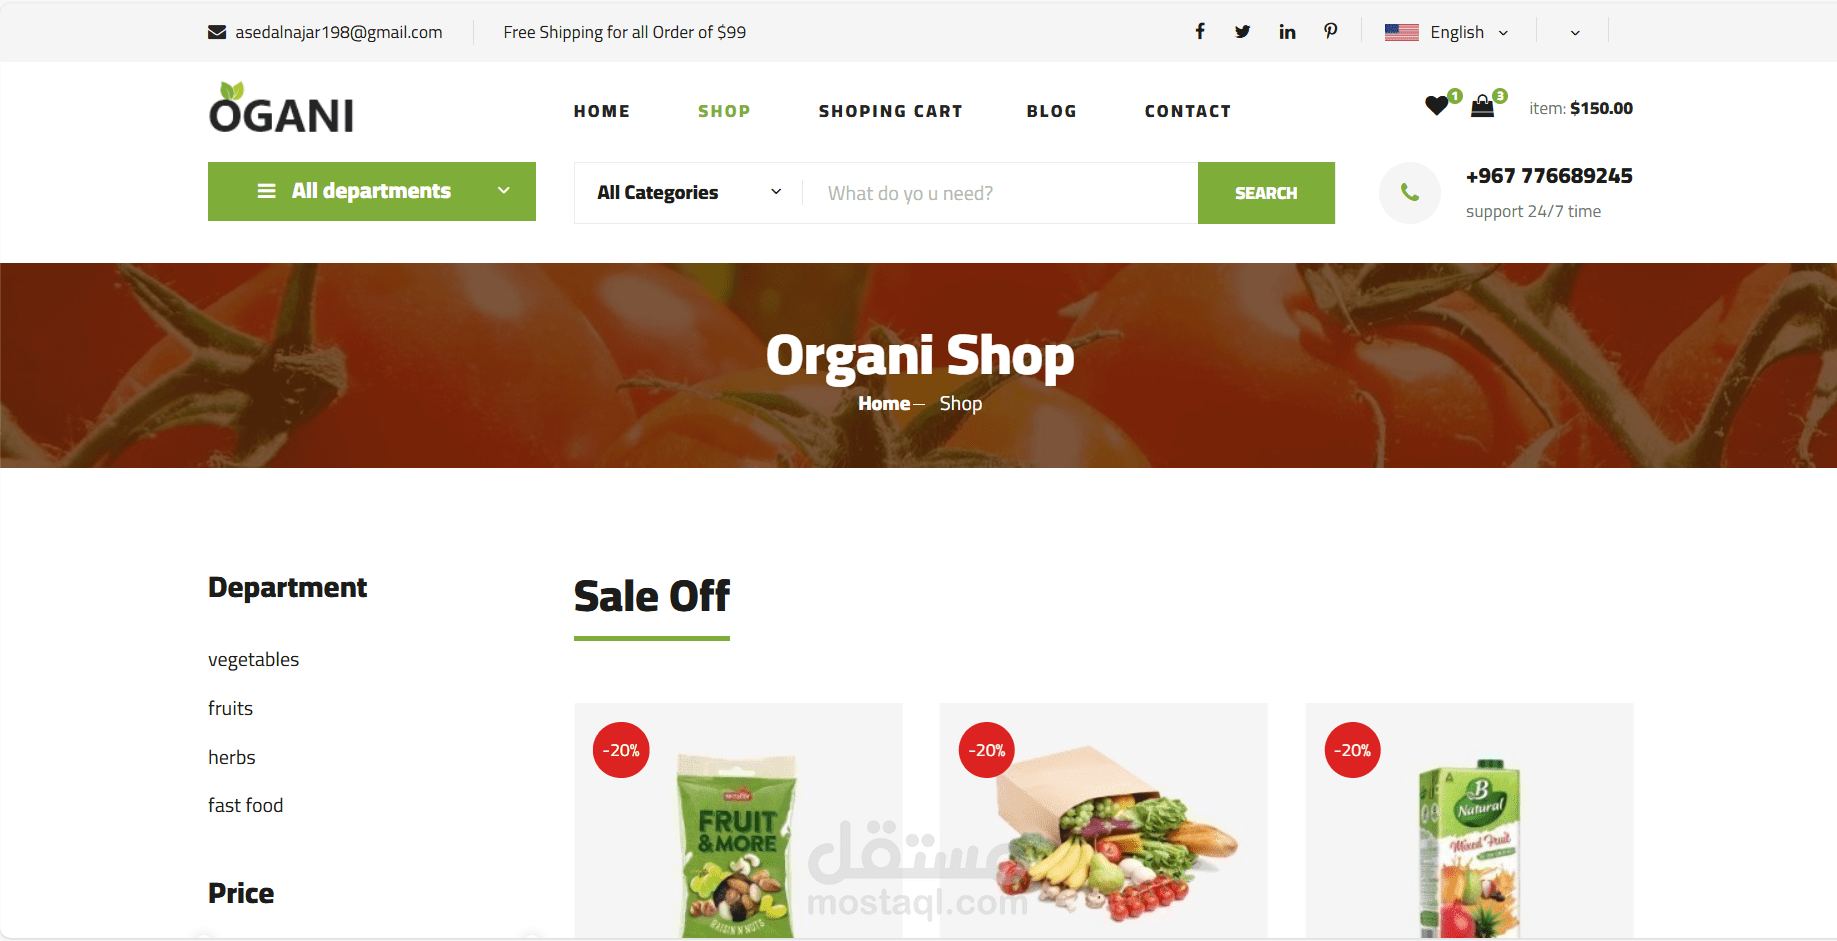 asedalnajar198@gmail.com
Free Shipping for all Order of $99
English
OGANI
HOME
SHOP
SHOPING CART
BLOG
CONTACT
1
3
item: $150.00
All departments
All Categories
What do yo u need?
SEARCH
+967 776689245
support 24/7 time
Organi Shop
Home – Shop
Department
vegetables
fruits
herbs
fast food
Price
Sale Off
-20%
-20%
-20%
FRUIT
& MORE
RAISIN N NUTS
B
Natural
Mixed Fruit
مستقل
mostaql.com